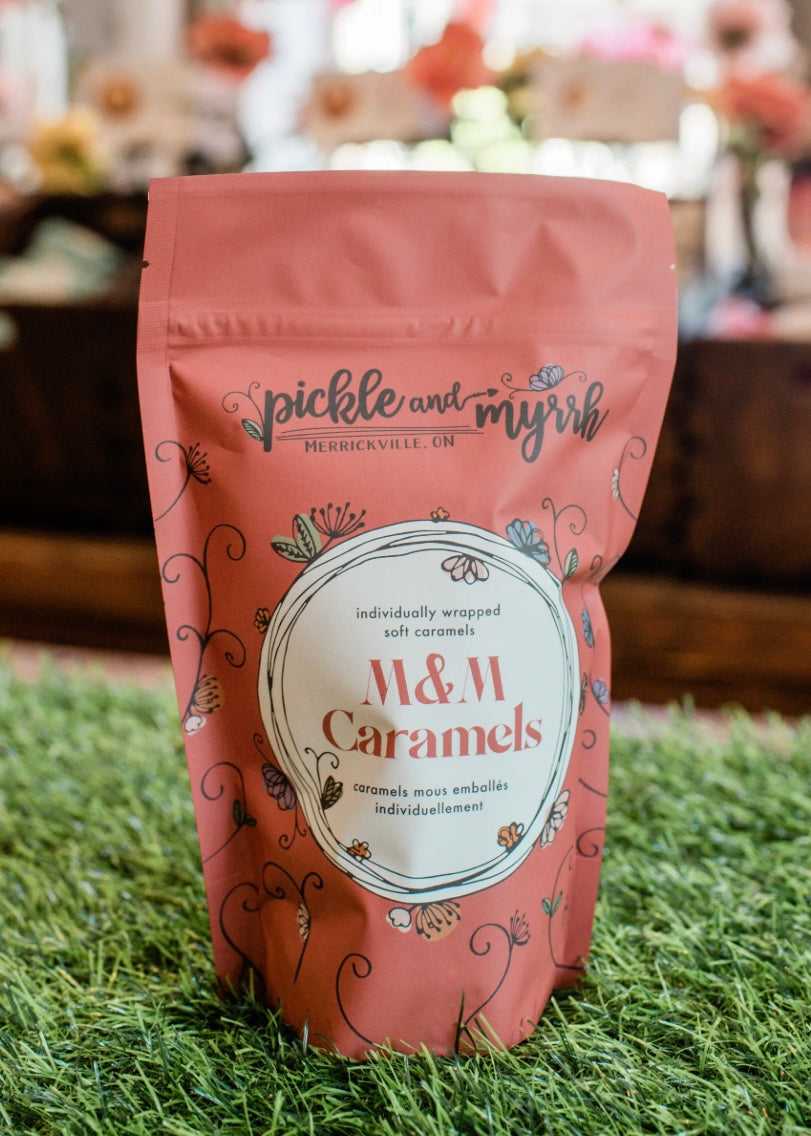 pickle and myrrh
MERRICKVILLE, ON
individually wrapped
soft caramels
M&M
Caramels
caramels mous emballés
individuellement